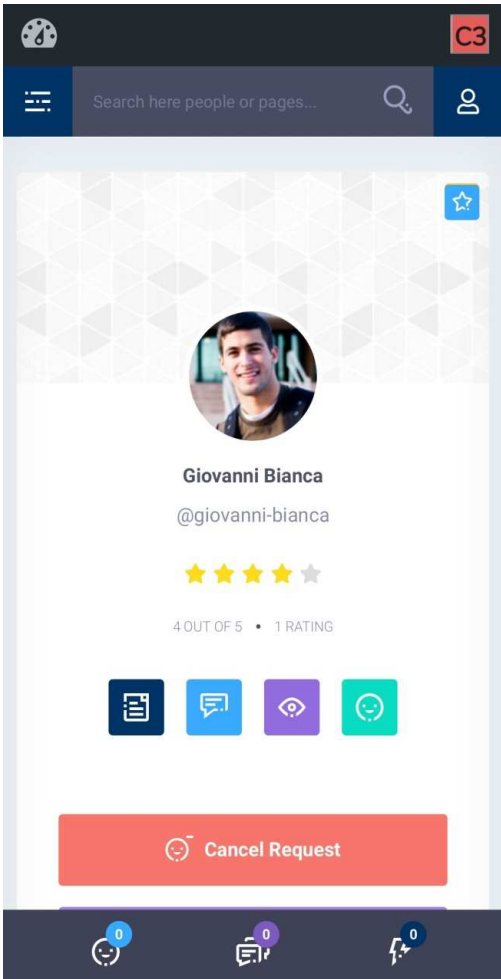 C3
Search here people or pages...
Giovanni Bianca
@giovanni-bianca
4 OUT OF 5 • 1 RATING
Cancel Request
0
0
0